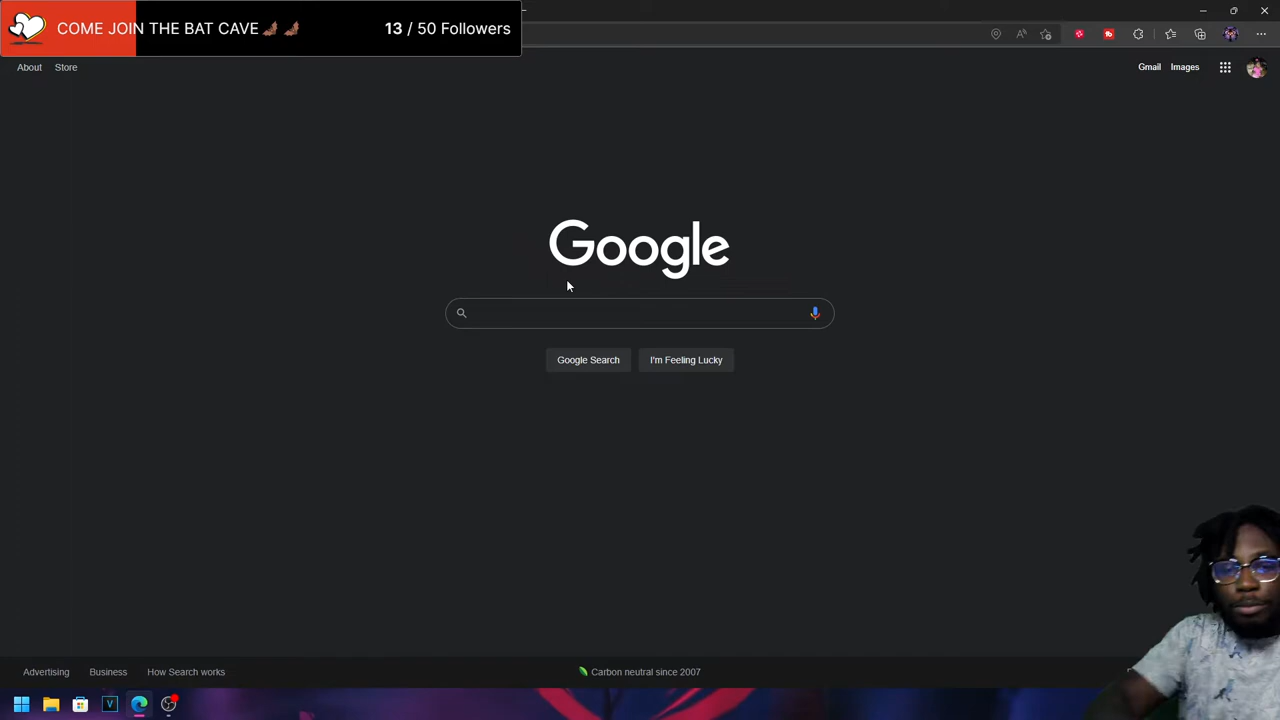 COME JOIN THE BAT CAVE🦇 🦇 13 / 50 Followers
About Store Gmail Images
Google
Google Search I'm Feeling Lucky
Advertising Business How Search works Carbon neutral since 2007
V